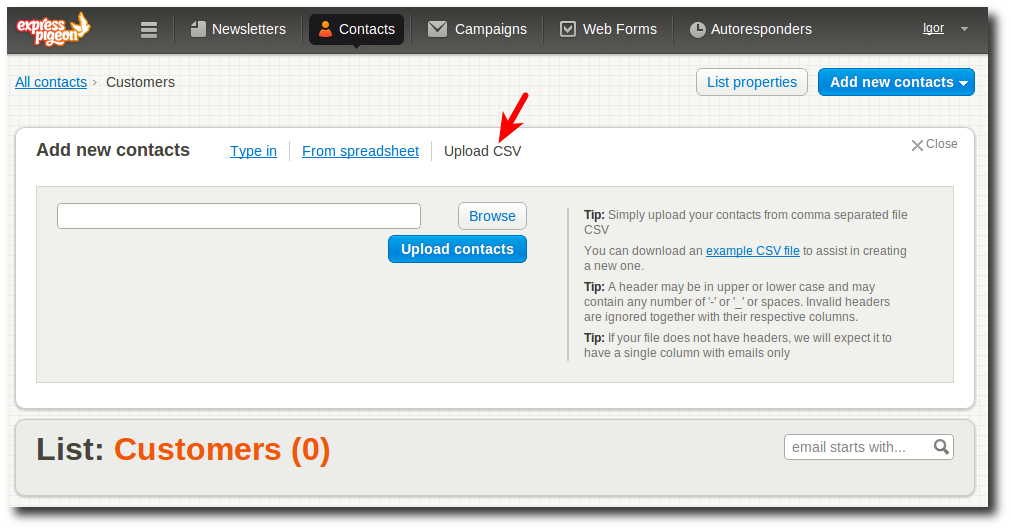 express
pigeon
Newsletters
Contacts
Campaigns
Web Forms
Autoresponders
Igor
All contacts › Customers
List properties
Add new contacts
Add new contacts
Type in
From spreadsheet
Upload CSV
Close
Browse
Upload contacts
Tip: Simply upload your contacts from comma separated file
CSV
You can download an example CSV file to assist in creating
a new one.
Tip: A header may be in upper or lower case and may
contain any number of '-' or '_' or spaces. Invalid headers
are ignored together with their respective columns.
Tip: If your file does not have headers, we will expect it to
have a single column with emails only
List: Customers (0)
email starts with...